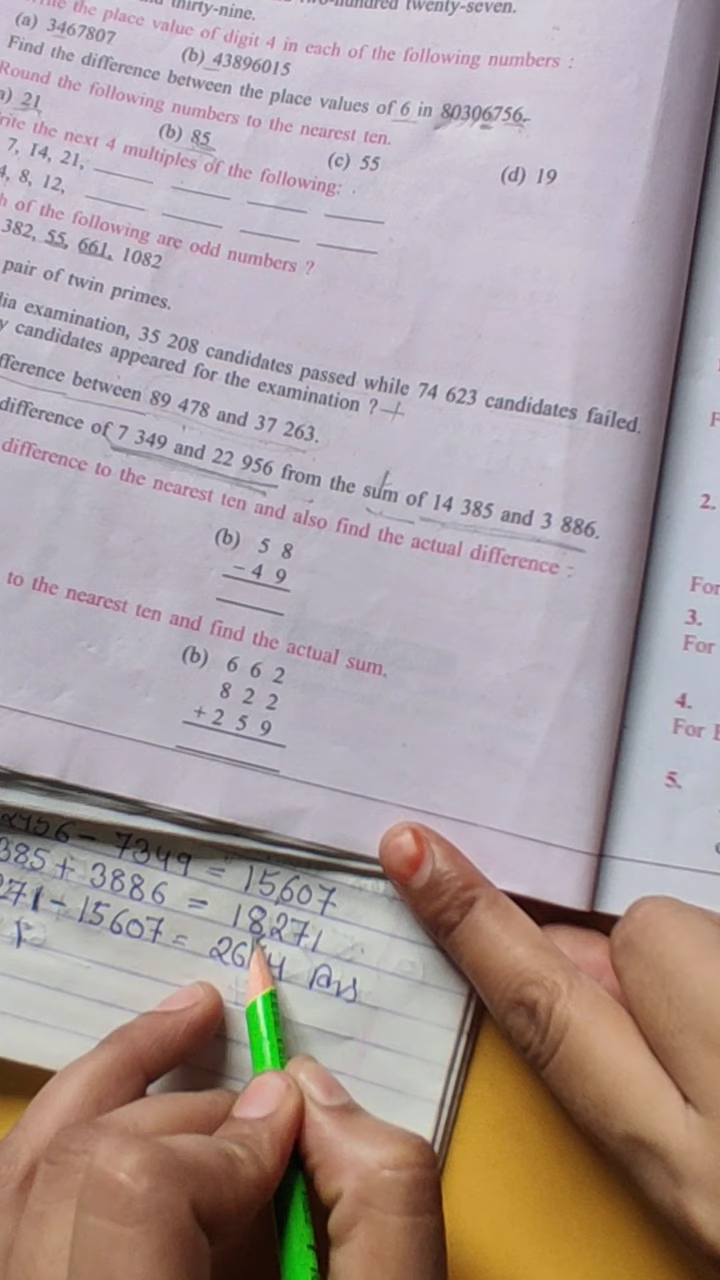 thirty-nine.
hundred twenty-seven.
the place value of digit 4 in each of the following numbers :
(a) 3467807 (b) 43896015
Find the difference between the place values of 6 in 80306756.
Round the following numbers to the nearest ten.
21 (b) 85 (c) 55 (d) 19
the next 4 multiples of the following:
7, 14, 21,
4, 8, 12,
of the following are odd numbers ?
382, 55, 661, 1082
pair of twin primes.
examination, 35 208 candidates passed while 74 623 candidates failed.
candidates appeared for the examination ?
between 89 478 and 37 263.
difference of 7 349 and 22 956 from the sum of 14 385 and 3 886.
difference to the nearest ten and also find the actual difference :
(b) 5 8
- 4 9
to the nearest ten and find the actual sum.
(b) 6 6 2
8 2 2
+ 2 5 9
- 7349 = 15607
385 + 3886 = 18271
271 - 15607 = 26 4 Ans
2.
For
3.
For
4.
For
5.